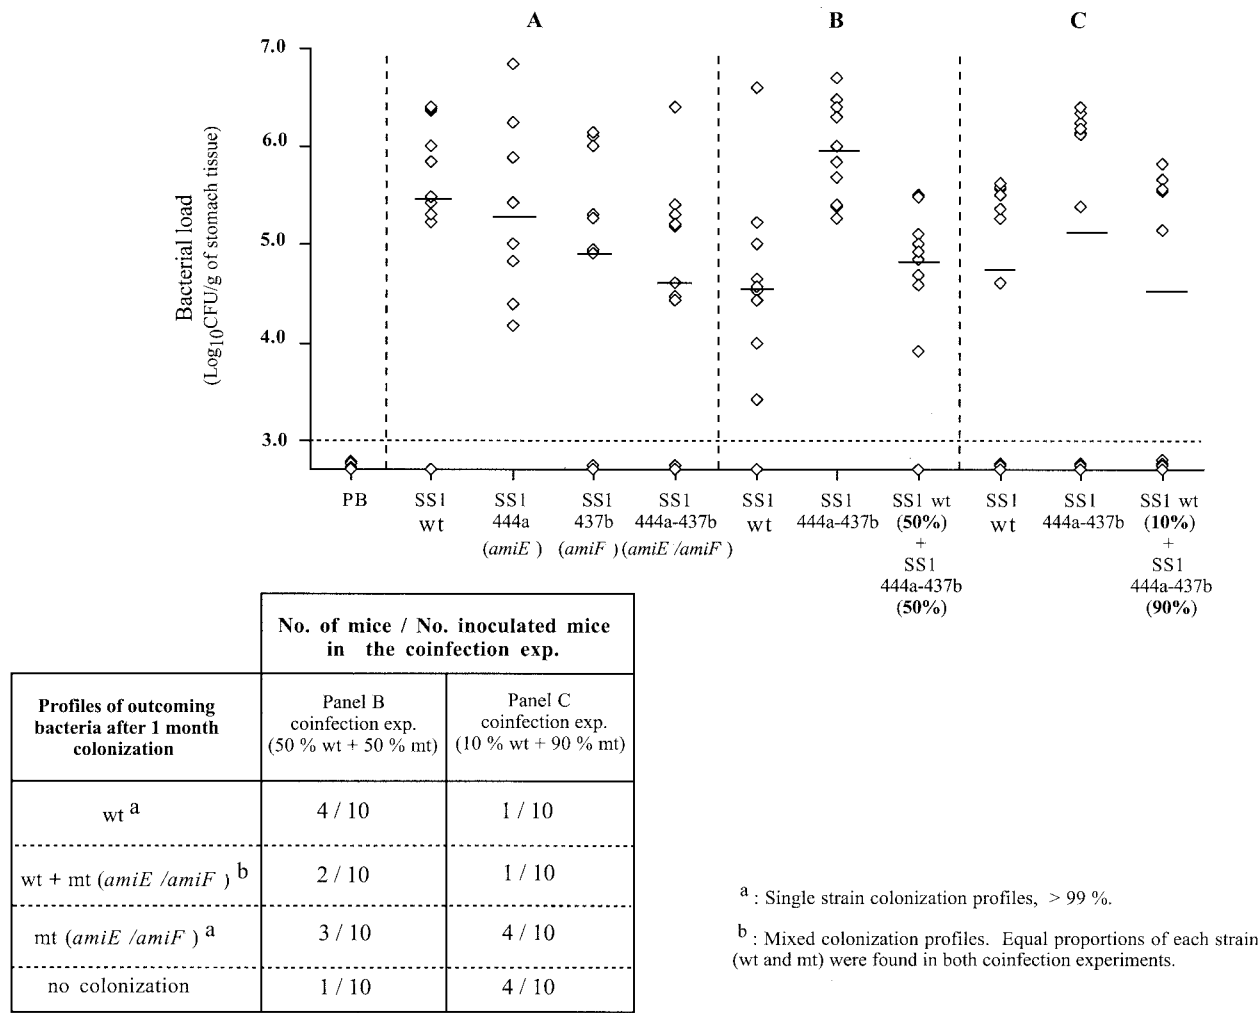 A B C
7.0
6.0
5.0
4.0
3.0
Bacterial load
(Log10CFU/g of stomach tissue)
PB SS1 SS1 SS1 SS1 SS1 SS1 SS1 wt SS1 SS1 SS1 wt
wt 444a 437b 444a-437b wt 444a-437b (50%) wt 444a-437b (10%)
(amiE ) (amiF ) (amiE /amiF ) + +
SS1 SS1
444a-437b 444a-437b
(50%) (90%)
No. of mice / No. inoculated mice
in the coinfection exp.
Profiles of outcoming
bacteria after 1 month
colonization
Panel B
coinfection exp.
(50 % wt + 50 % mt)
Panel C
coinfection exp.
(10 % wt + 90 % mt)
wt a 4 / 10 1 / 10
wt + mt (amiE /amiF ) b 2 / 10 1 / 10
mt (amiE /amiF ) a 3 / 10 4 / 10
no colonization 1 / 10 4 / 10
a : Single strain colonization profiles, > 99 %.
b : Mixed colonization profiles. Equal proportions of each strain
(wt and mt) were found in both coinfection experiments.